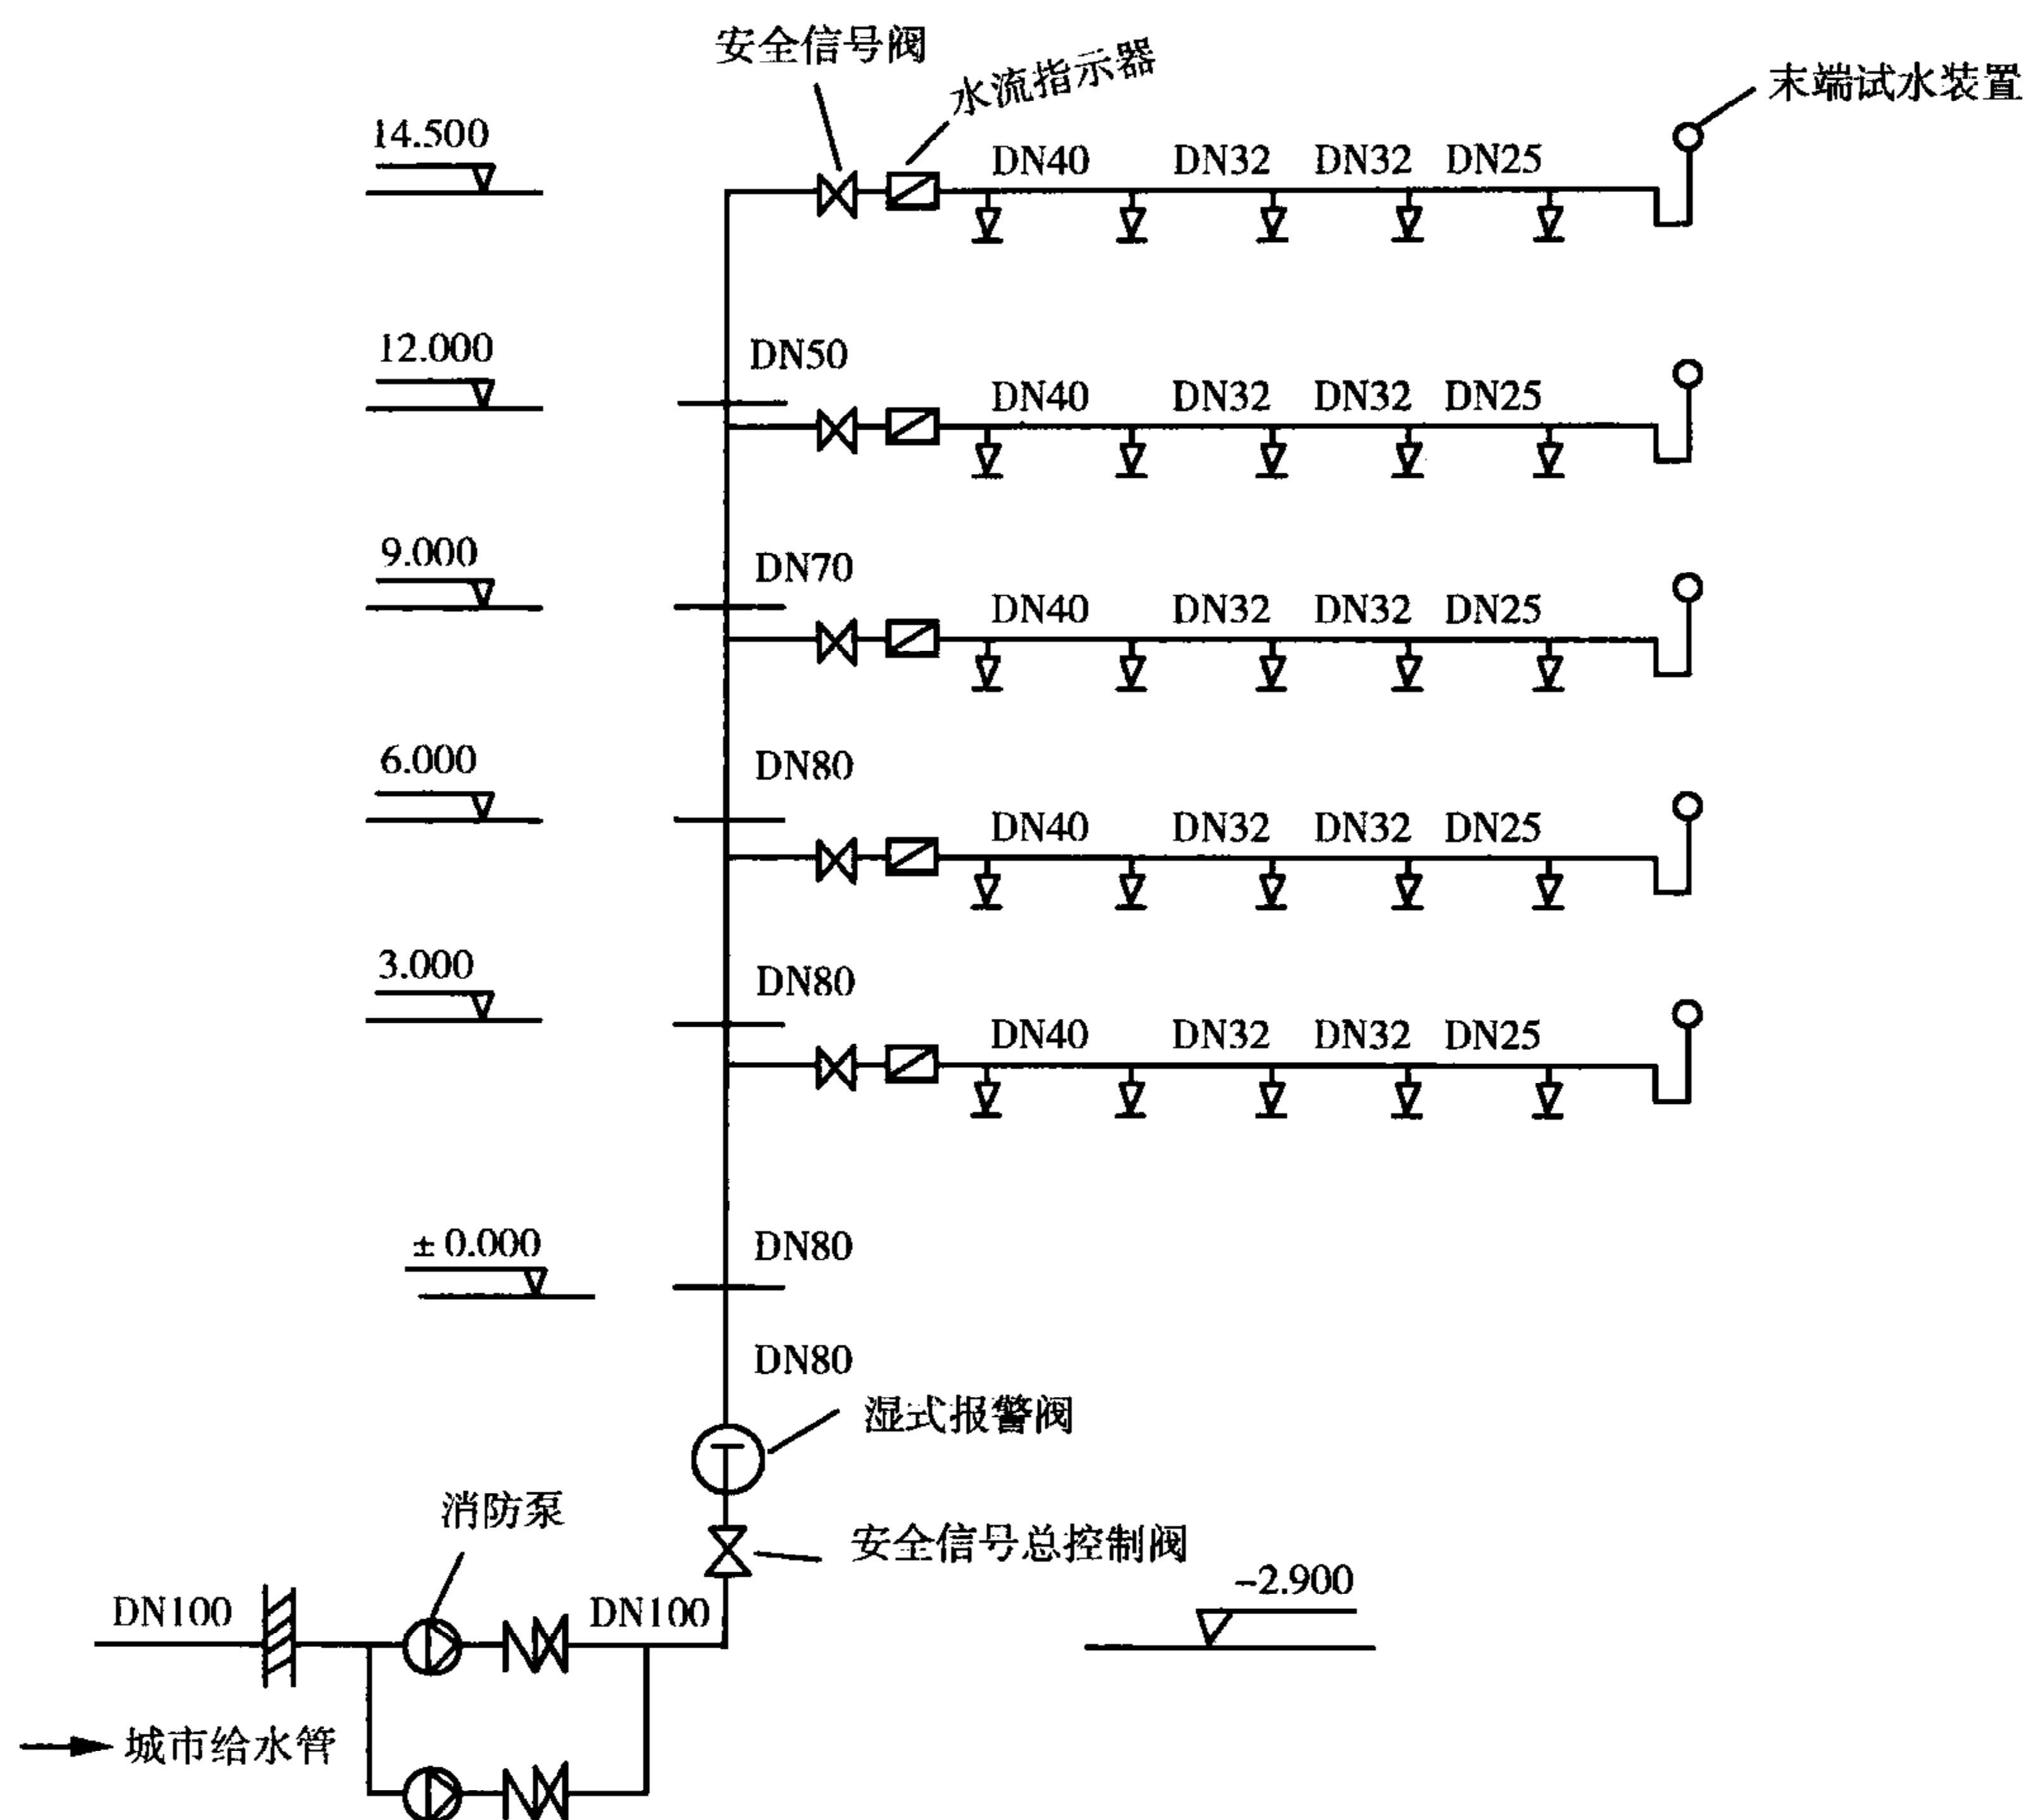 安全信号阀
水流指示器
末端试水装置
14.500
DN40 DN32 DN32 DN25
12.000
DN50
DN40 DN32 DN32 DN25
9.000
DN70
DN40 DN32 DN32 DN25
6.000
DN80
DN40 DN32 DN32 DN25
3.000
DN80
DN40 DN32 DN32 DN25
±0.000
DN80
DN80
湿式报警阀
消防泵
安全信号总控制阀
-2.900
DN100
DN100
城市给水管